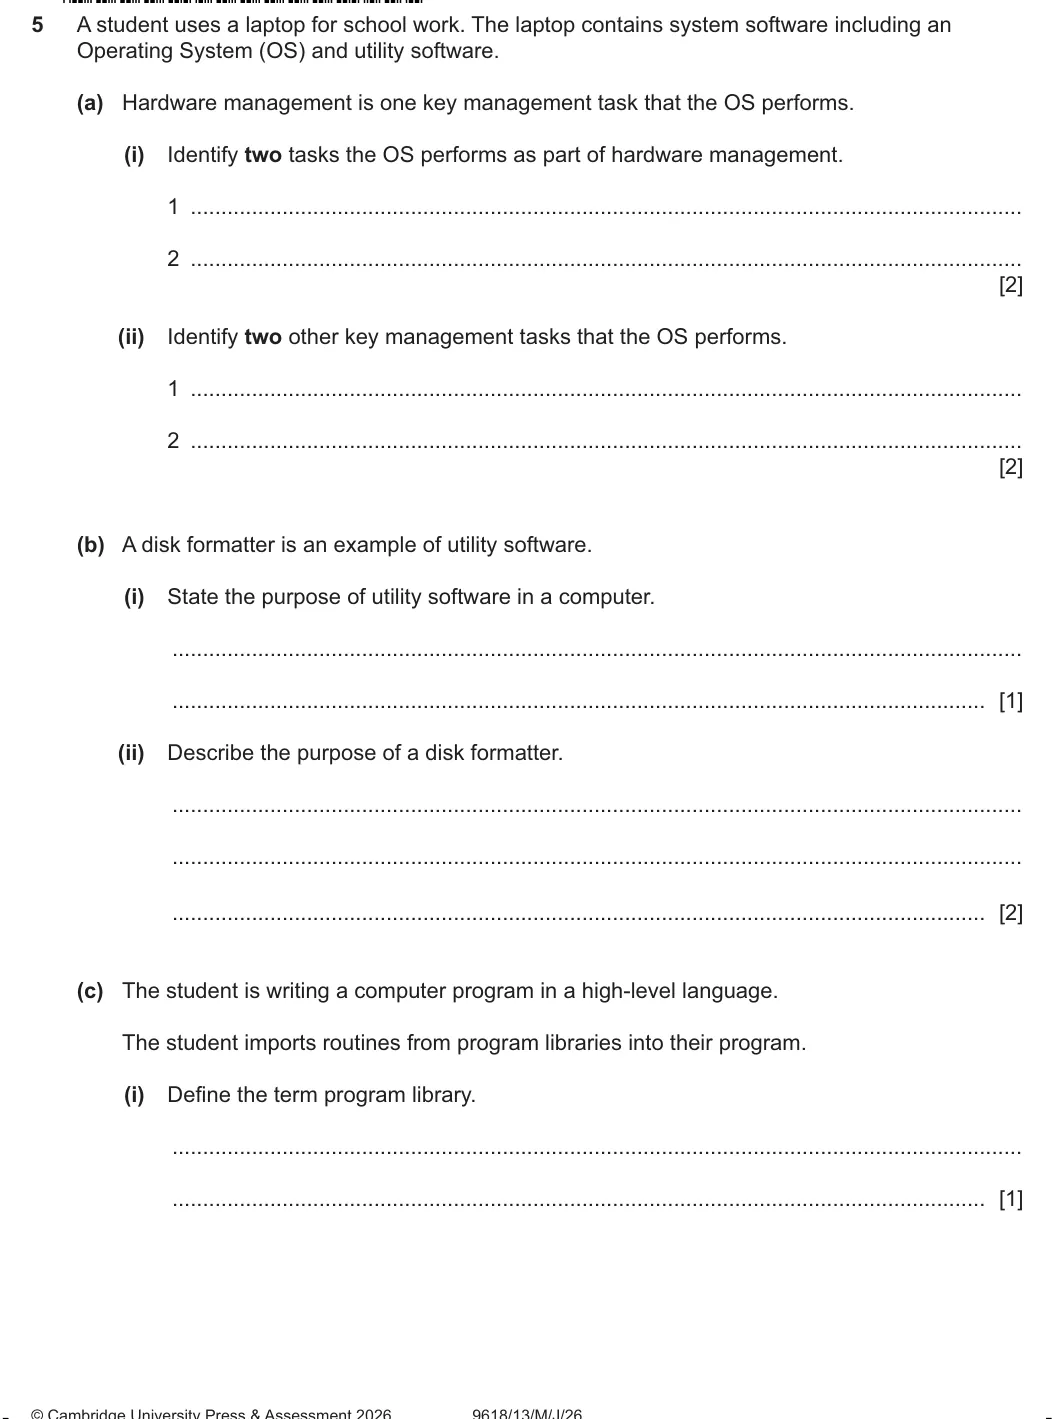 5 A student uses a laptop for school work. The laptop contains system software including an
Operating System (OS) and utility software.
(a) Hardware management is one key management task that the OS performs.
(i) Identify two tasks the OS performs as part of hardware management.
1 ........................................................................................................................................
2 ........................................................................................................................................
[2]
(ii) Identify two other key management tasks that the OS performs.
1 ........................................................................................................................................
2 ........................................................................................................................................
[2]
(b) A disk formatter is an example of utility software.
(i) State the purpose of utility software in a computer.
...........................................................................................................................................
..................................................................................................................................... [1]
(ii) Describe the purpose of a disk formatter.
...........................................................................................................................................
...........................................................................................................................................
..................................................................................................................................... [2]
(c) The student is writing a computer program in a high-level language.
The student imports routines from program libraries into their program.
(i) Define the term program library.
...........................................................................................................................................
..................................................................................................................................... [1]
© Cambridge University Press & Assessment 2026 9618/13/M/J/26